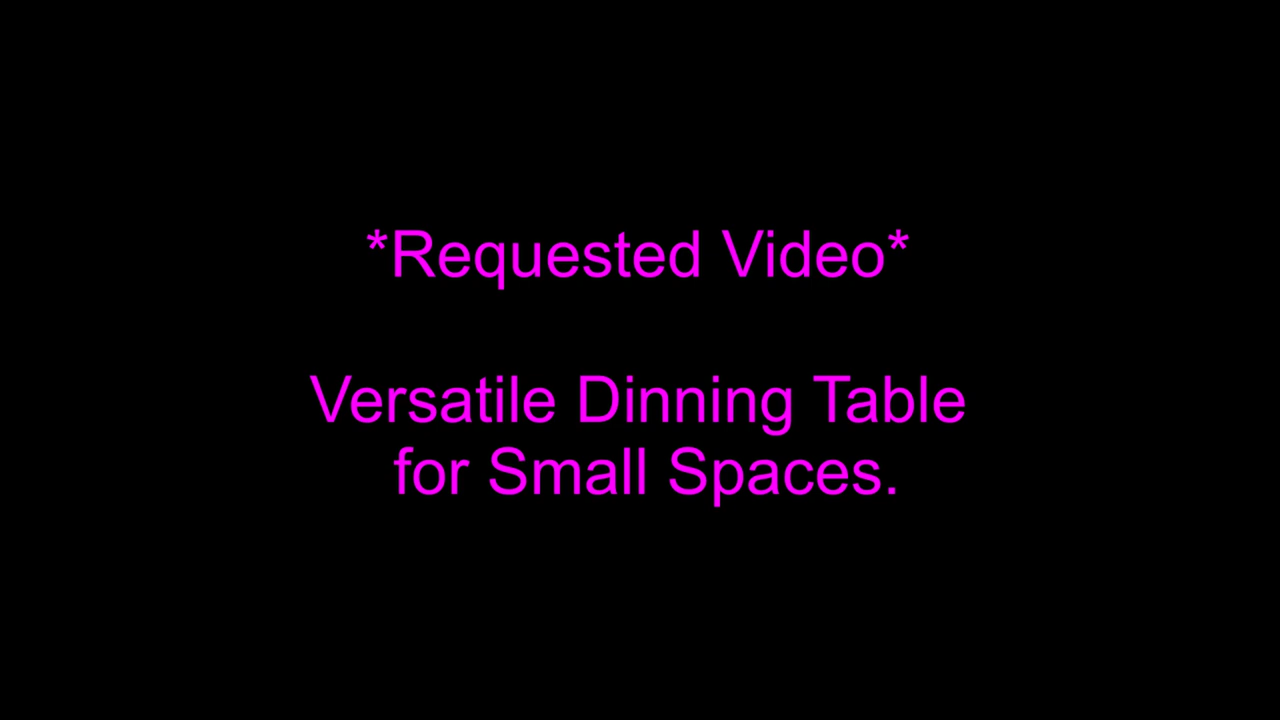 *Requested Video*
Versatile Dinning Table
for Small Spaces.